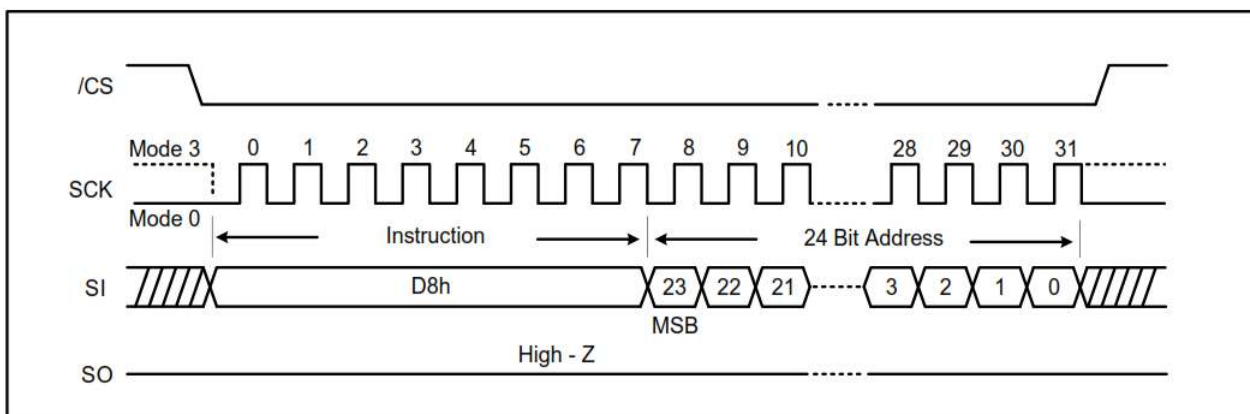 /CS
Mode 3 0 1 2 3 4 5 6 7 8 9 10 28 29 30 31
SCK
Mode 0
Instruction 24 Bit Address
SI D8h 23 22 21 3 2 1 0
MSB
High - Z
SO